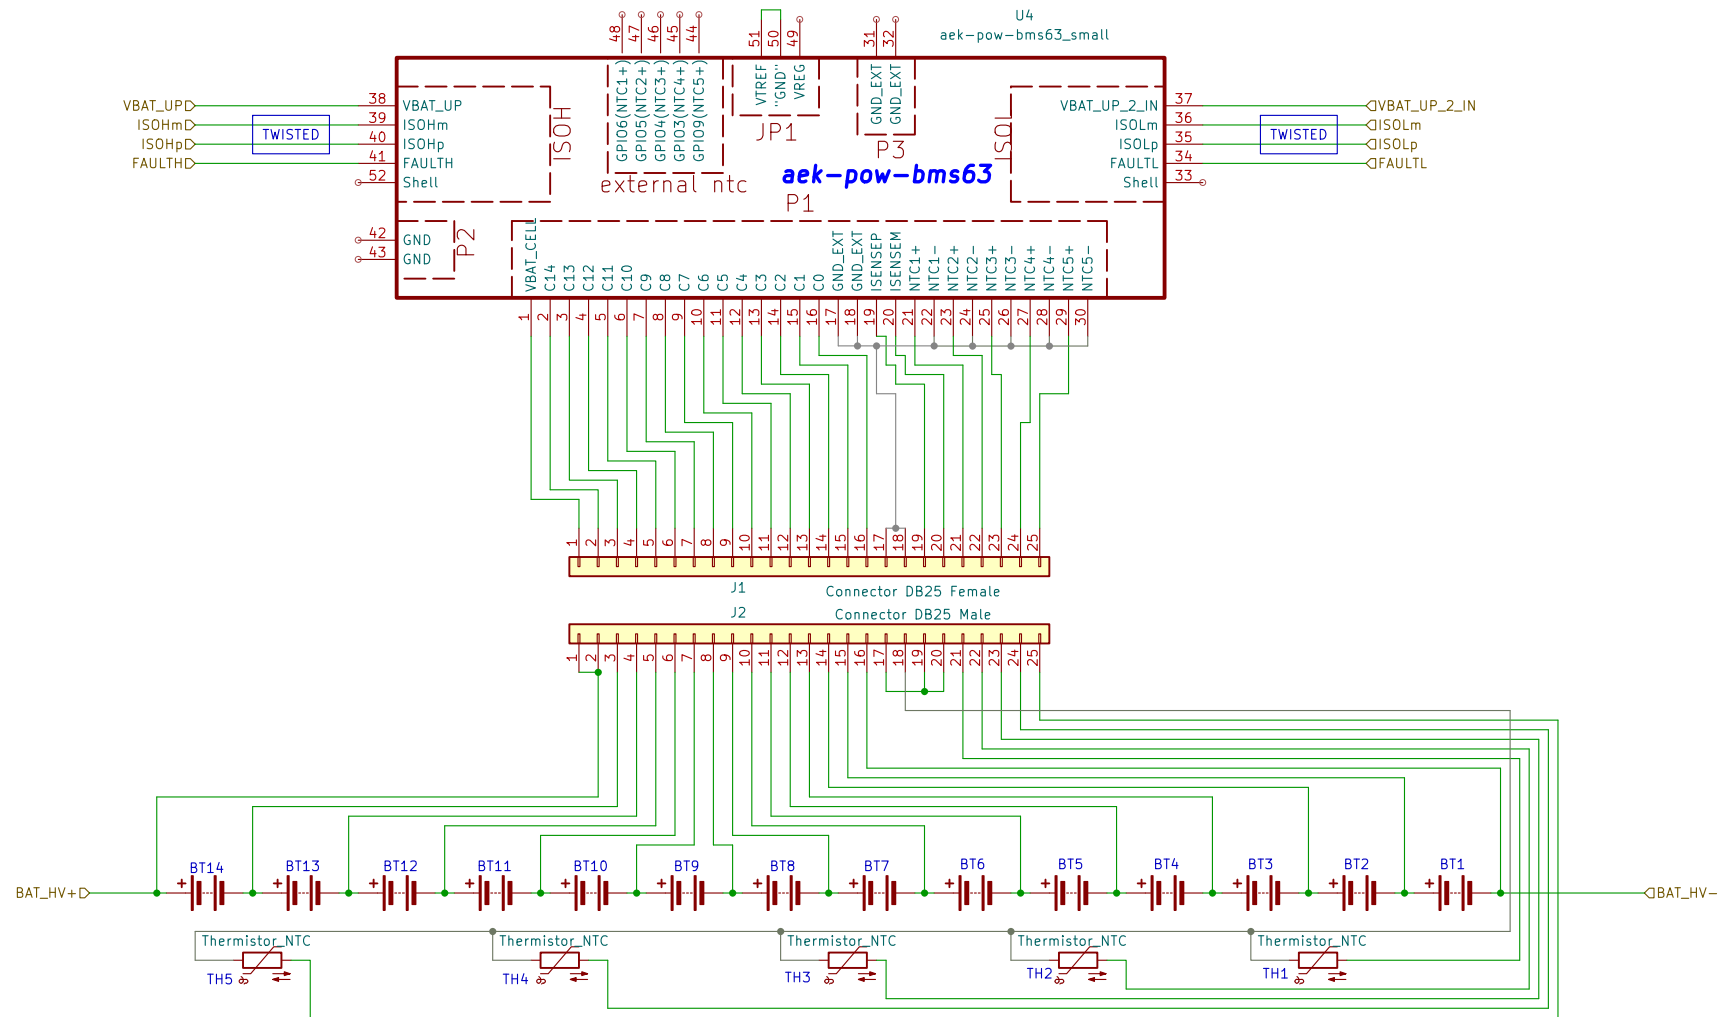 48 47 46 45 44 51 50 49 31 32
U4
aek-pow-bms63_small
VBAT_UP 38 VBAT_UP
ISOHm 39 ISOHm
ISOHp 40 ISOHp
FAULTH 41 FAULTH
52 Shell
TWISTED
ISOH
42 GND
43 GND
P2
GPIO6(NTC1+)
GPIO5(NTC2+)
GPIO4(NTC3+)
GPIO3(NTC4+)
GPIO9(NTC5+)
external ntc
VTREF
"GND"
VREG
JP1
GND_EXT
GND_EXT
P3
ISOL
VBAT_UP_2_IN 37 VBAT_UP_2_IN
ISOLm 36 ISOLm
ISOLp 35 ISOLp
FAULTL 34 FAULTL
Shell 33
TWISTED
aek-pow-bms63
P1
VBAT_CELL C14 C13 C12 C11 C10 C9 C8 C7 C6 C5 C4 C3 C2 C1 C0 GND_EXT GND_EXT ISENSEP ISENSEM NTC1+ NTC1- NTC2+ NTC2- NTC3+ NTC3- NTC4+ NTC4- NTC5+ NTC5-
1 2 3 4 5 6 7 8 9 10 11 12 13 14 15 16 17 18 19 20 21 22 23 24 25 26 27 28 29 30
1 2 3 4 5 6 7 8 9 10 11 12 13 14 15 16 17 18 19 20 21 22 23 24 25
J1
Connector DB25 Female
J2
Connector DB25 Male
1 2 3 4 5 6 7 8 9 10 11 12 13 14 15 16 17 18 19 20 21 22 23 24 25
BT14 BT13 BT12 BT11 BT10 BT9 BT8 BT7 BT6 BT5 BT4 BT3 BT2 BT1
BAT_HV+ + + + + + + + + + + + + + + BAT_HV-
Thermistor_NTC Thermistor_NTC Thermistor_NTC Thermistor_NTC Thermistor_NTC
TH5 TH4 TH3 TH2 TH1